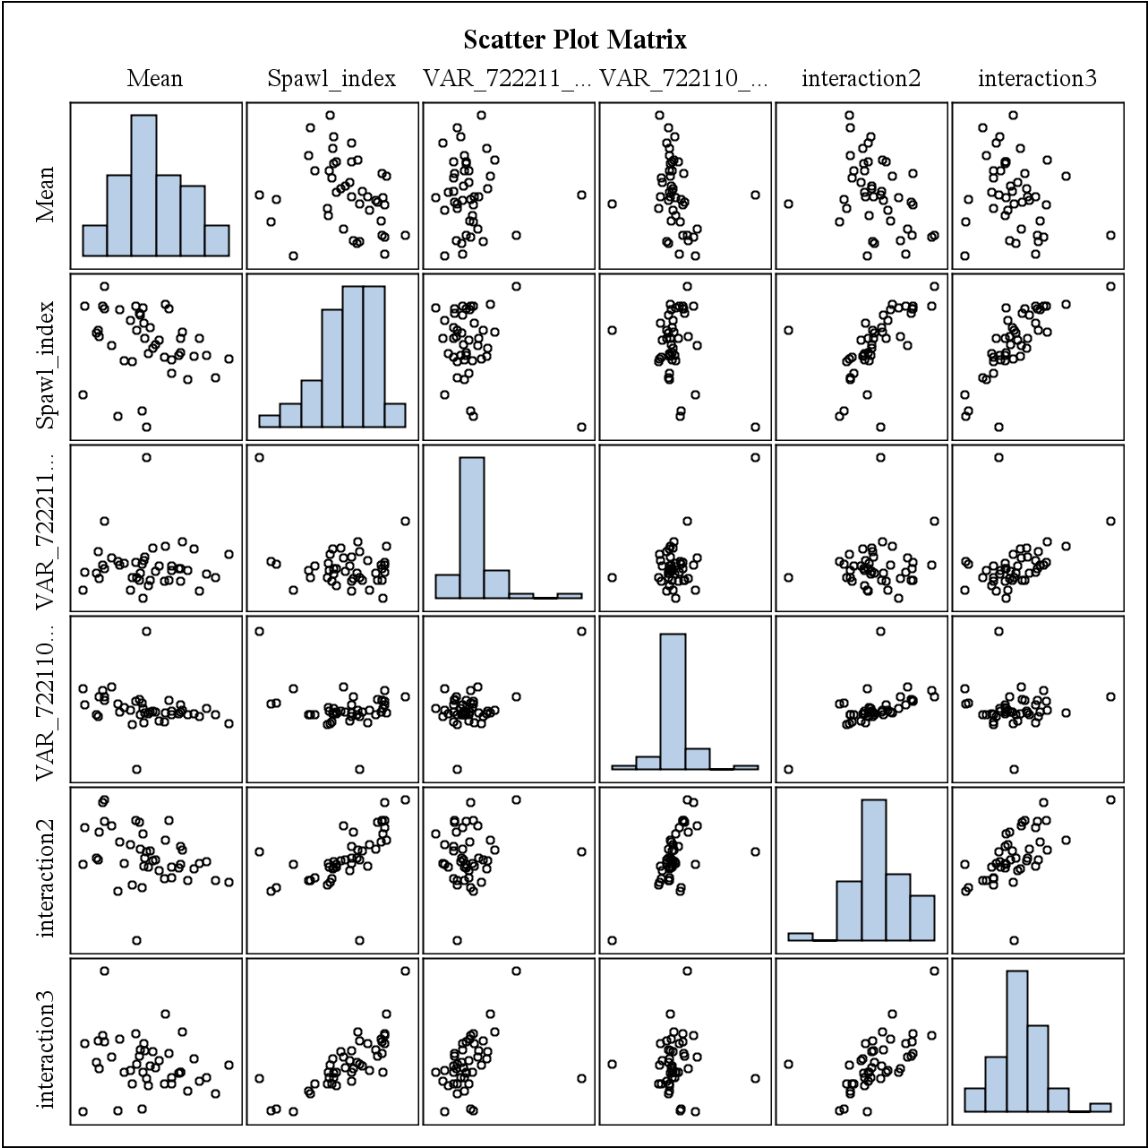 Scatter Plot Matrix
Mean Spawl_index VAR_722211_... VAR_722110_... interaction2 interaction3
Mean
Spawl_index
VAR_722211...
VAR_722110...
interaction2
interaction3